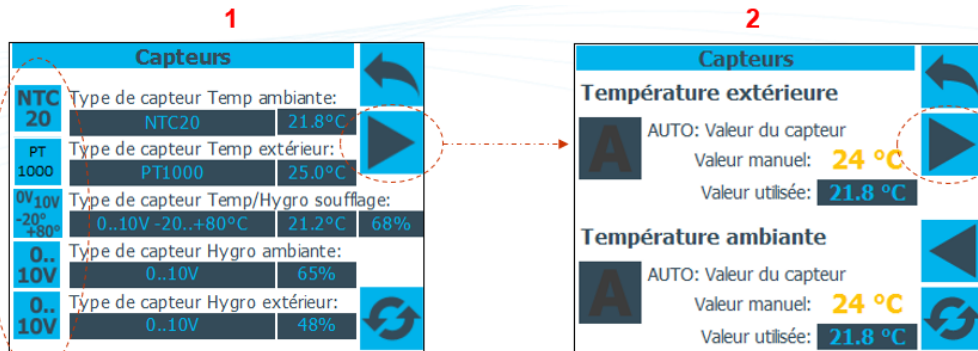 1
Capteurs
NTC
20
Type de capteur Temp ambiante:
NTC20 21.8°C
PT
1000
Type de capteur Temp extérieur:
PT1000 25.0°C
0V10V
-20°
+80°
Type de capteur Temp/Hygro soufflage:
0..10V -20..+80°C 21.2°C 68%
0..
10V
Type de capteur Hygro ambiante:
0..10V 65%
0..
10V
Type de capteur Hygro extérieur:
0..10V 48%
2
Capteurs
Température extérieure
A
AUTO: Valeur du capteur
Valeur manuel: 24 °C
Valeur utilisée: 21.8 °C
Température ambiante
A
AUTO: Valeur du capteur
Valeur manuel: 24 °C
Valeur utilisée: 21.8 °C